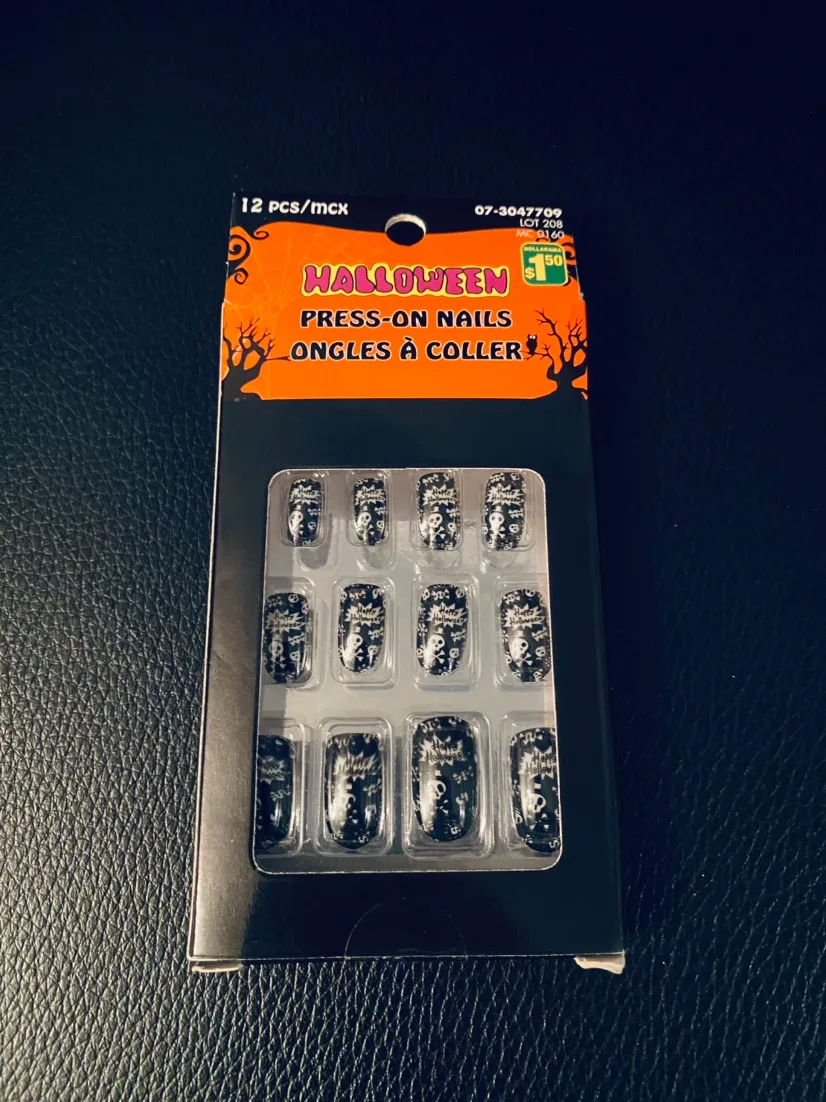 12 PCS/MCX
07-3047709
LOT 208
MC 0160
DOLLARAMA
$1.50
HALLOWEEN
PRESS-ON NAILS
ONGLES À COLLER